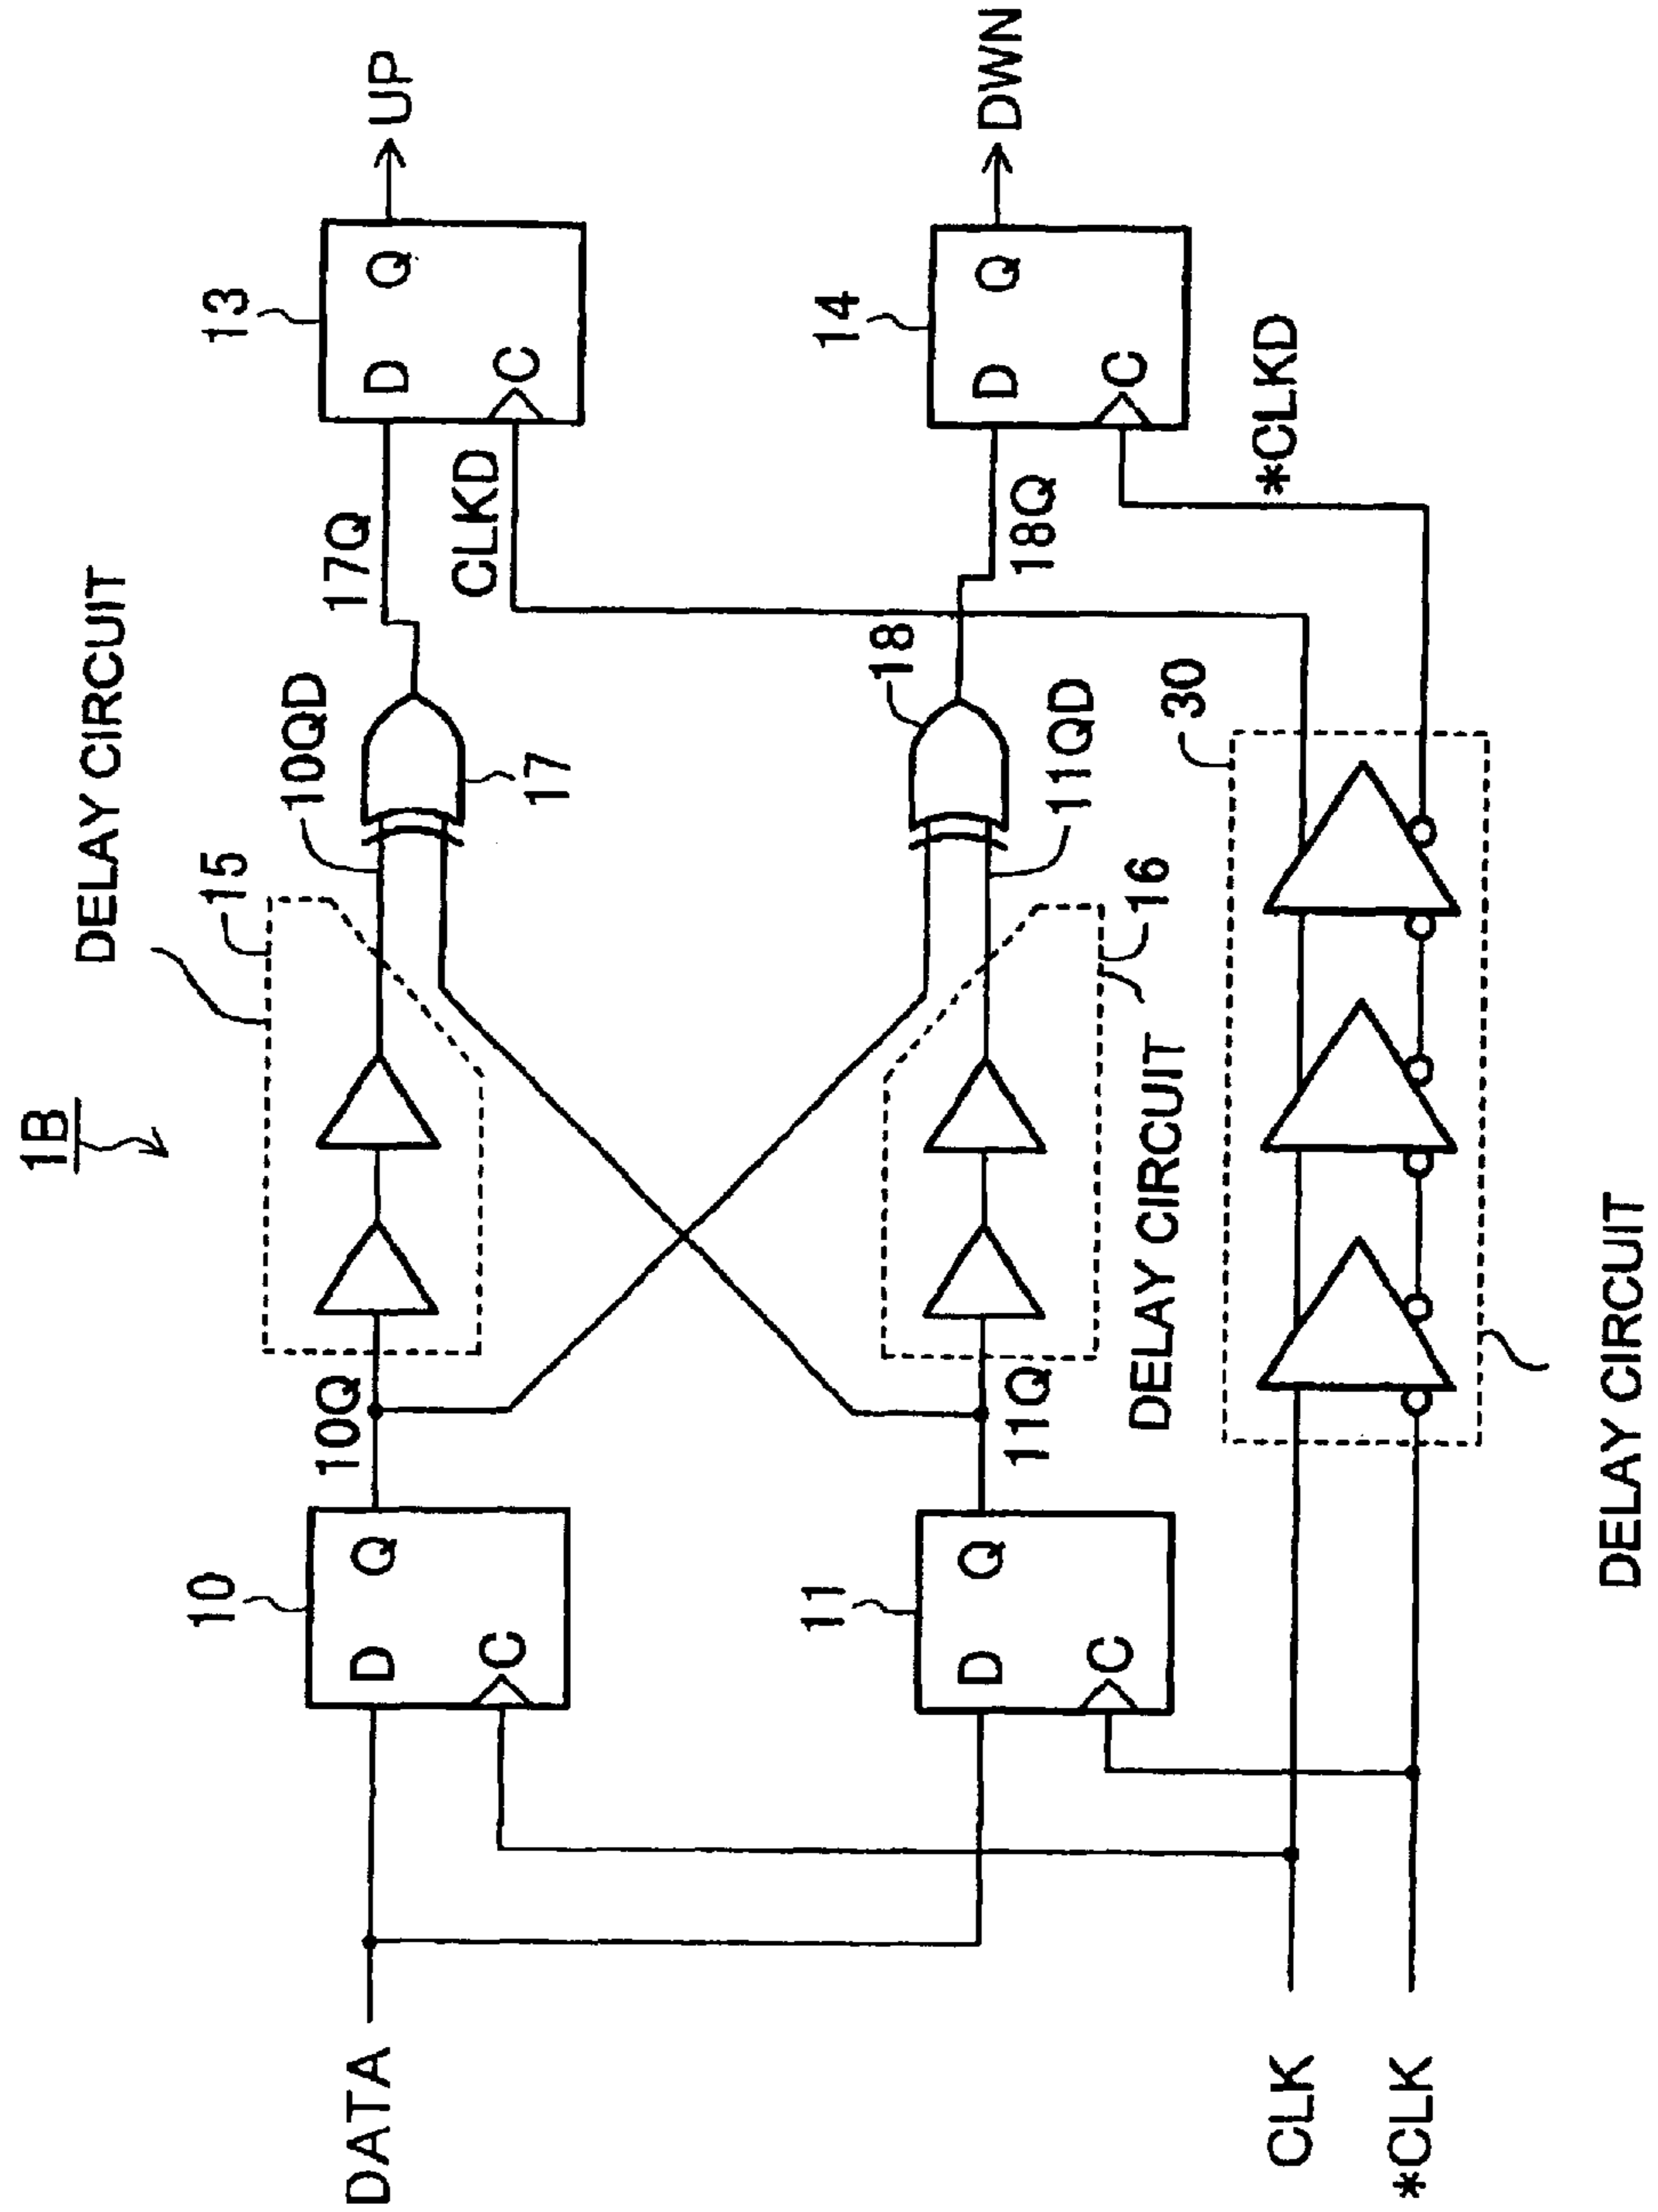 1B
DELAY CIRCUIT
15
10
10Q
10QD
17
17Q
13
D Q
C
D Q
C
UP
CLKD
DATA
11
11Q
16
11QD
18
18Q
14
D Q
C
D Q
C
DWN
DELAY CIRCUIT
30
*CLKD
CLK
*CLK
DELAY CIRCUIT